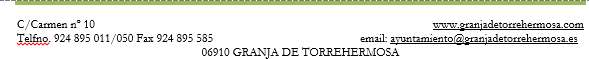 C/Carmen nº 10 www.granjadetorrehermosa.com
Telfno. 924 895 011/050 Fax 924 895 585 email: ayuntamiento@granjadetorrehermosa.es
06910 GRANJA DE TORREHERMOSA